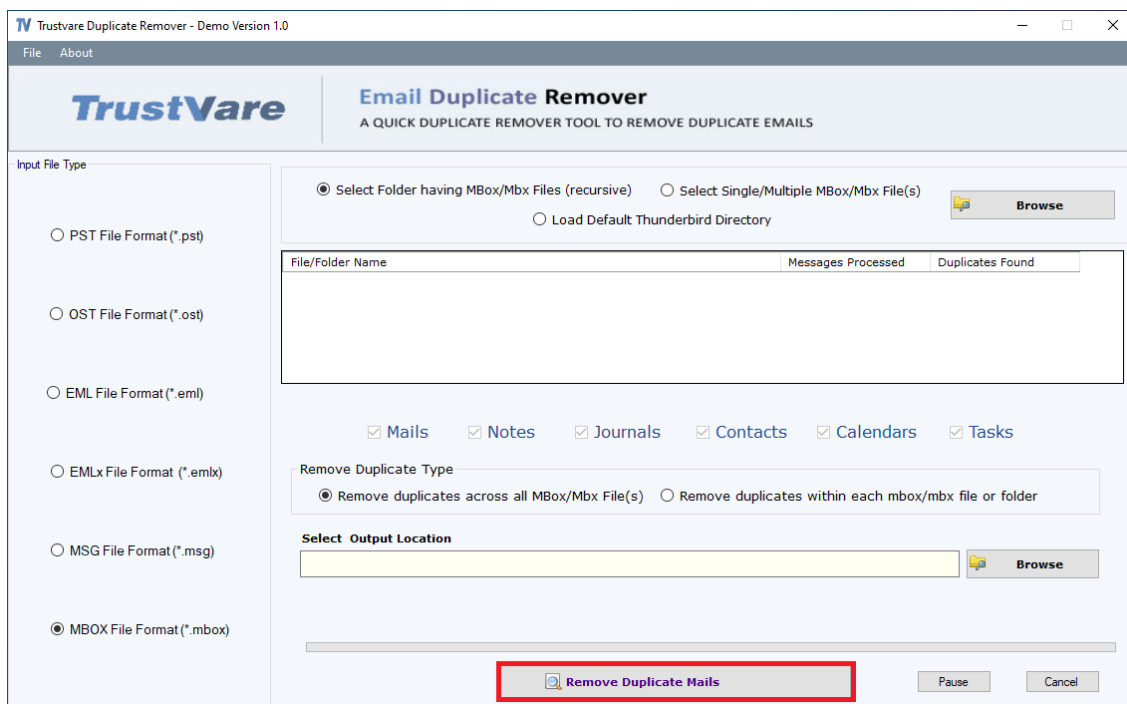 Trustvare Duplicate Remover - Demo Version 1.0
File About
TrustVare
Email Duplicate Remover
A QUICK DUPLICATE REMOVER TOOL TO REMOVE DUPLICATE EMAILS
Input File Type
PST File Format (*.pst)
OST File Format (*.ost)
EML File Format (*.eml)
EMLx File Format (*.emlx)
MSG File Format (*.msg)
MBOX File Format (*.mbox)
Select Folder having MBox/Mbx Files (recursive) Select Single/Multiple MBox/Mbx File(s)
Load Default Thunderbird Directory
Browse
File/Folder Name Messages Processed Duplicates Found
Mails Notes Journals Contacts Calendars Tasks
Remove Duplicate Type
Remove duplicates across all MBox/Mbx File(s) Remove duplicates within each mbox/mbx file or folder
Select Output Location
Browse
Remove Duplicate Mails Pause Cancel